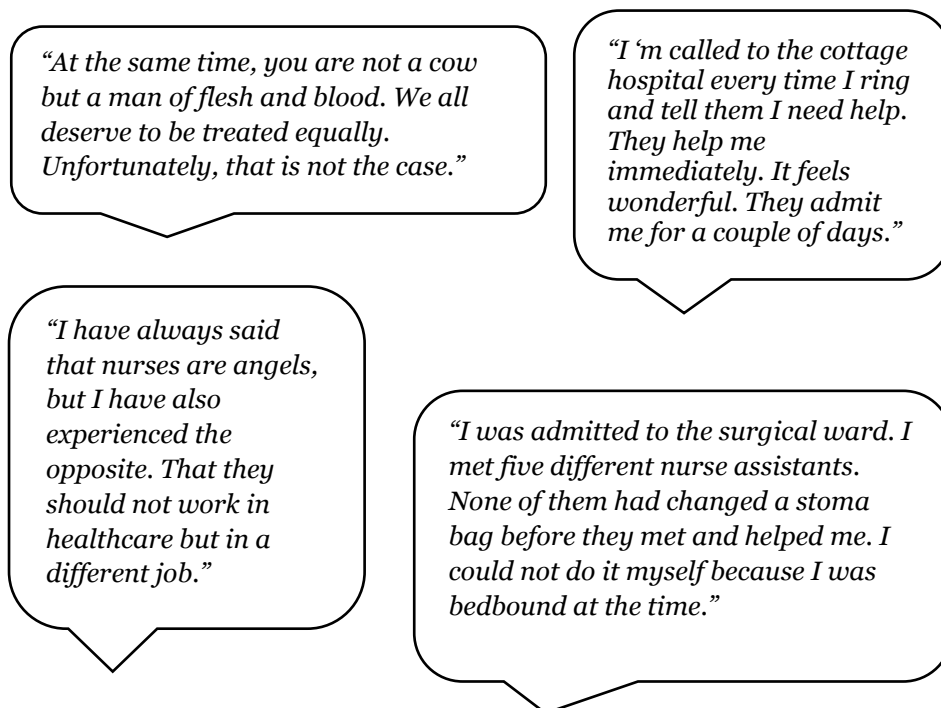 “At the same time, you are not a cow
but a man of flesh and blood. We all
deserve to be treated equally.
Unfortunately, that is not the case.”
“I ‘m called to the cottage
hospital every time I ring
and tell them I need help.
They help me
immediately. It feels
wonderful. They admit
me for a couple of days.”
“I have always said
that nurses are angels,
but I have also
experienced the
opposite. That they
should not work in
healthcare but in a
different job.”
“I was admitted to the surgical ward. I
met five different nurse assistants.
None of them had changed a stoma
bag before they met and helped me. I
could not do it myself because I was
bedbound at the time.”